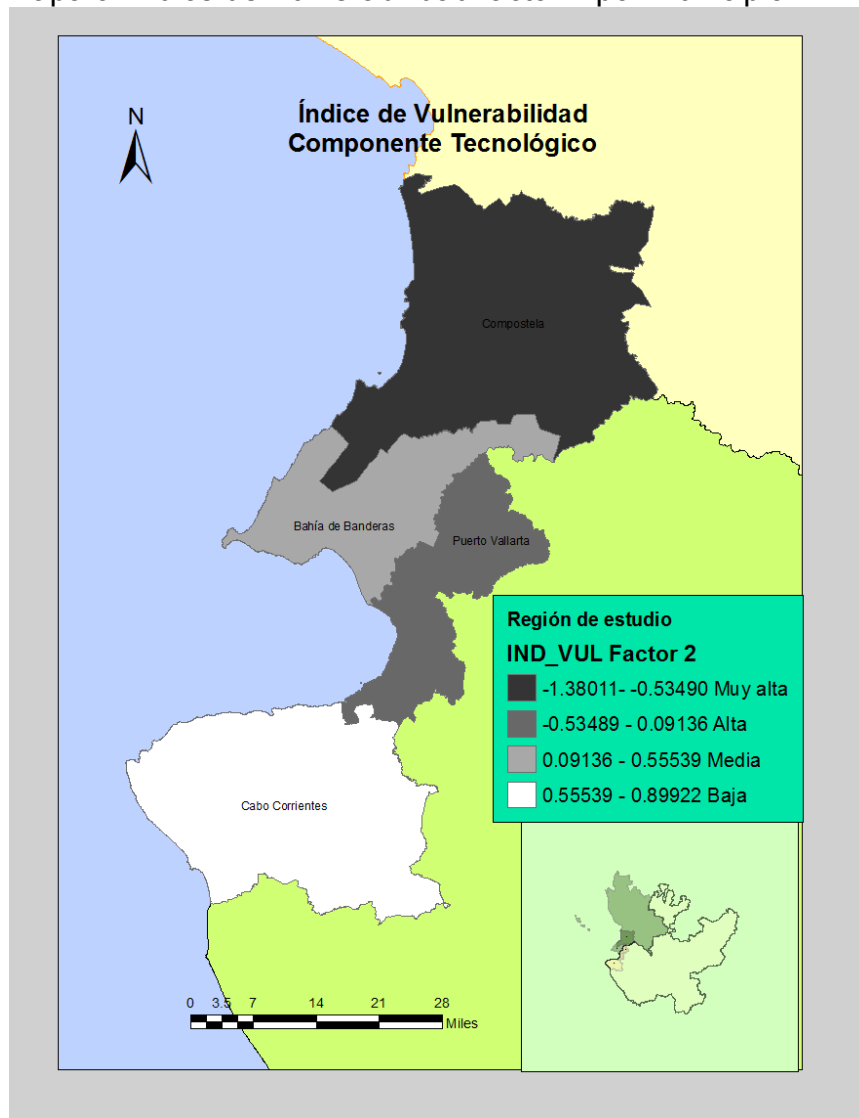 N
Índice de Vulnerabilidad
Componente Tecnológico
Compostela
Bahía de Banderas
Puerto Vallarta
Región de estudio
IND_VUL Factor 2
-1.38011- -0.53490 Muy alta
-0.53489 - 0.09136 Alta
0.09136 - 0.55539 Media
0.55539 - 0.89922 Baja
Cabo Corrientes
0 3.5 7 14 21 28
Miles